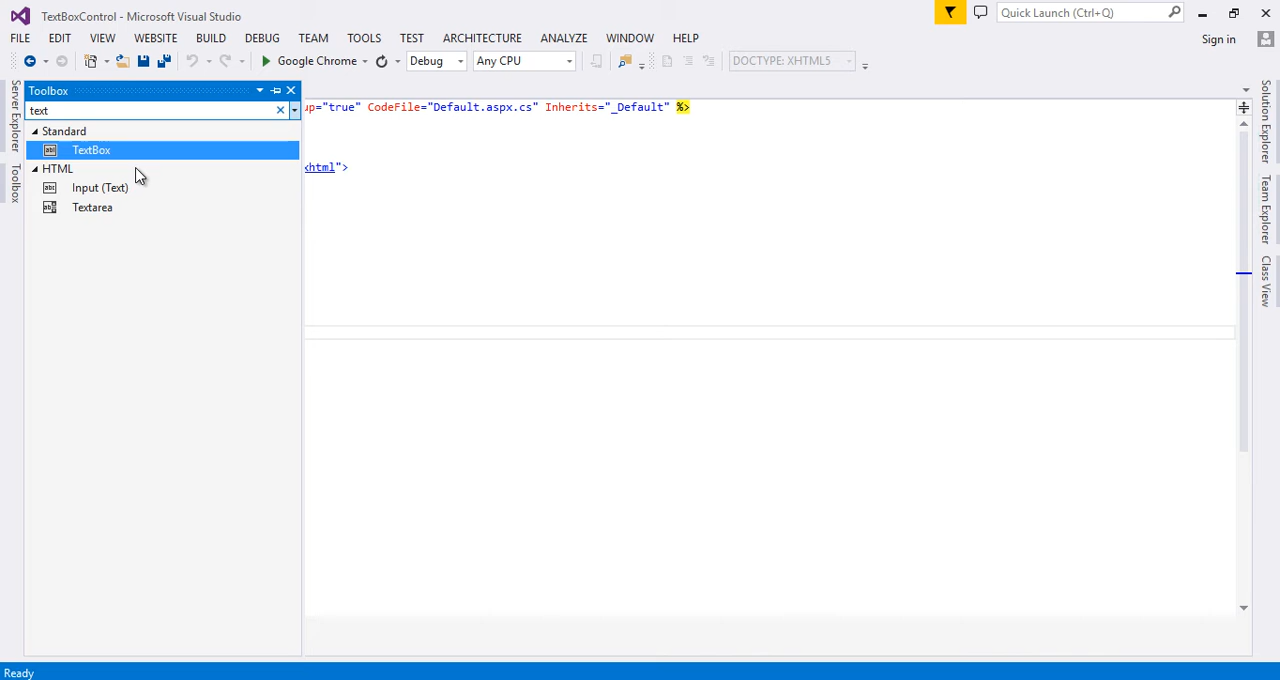 TextBoxControl - Microsoft Visual Studio
Quick Launch (Ctrl+Q)
FILE EDIT VIEW WEBSITE BUILD DEBUG TEAM TOOLS TEST ARCHITECTURE ANALYZE WINDOW HELP
Sign in
Google Chrome Debug Any CPU DOCTYPE: XHTML5
Server Explorer
Toolbox
Toolbox
text
Standard
TextBox
HTML
Input (Text)
Textarea
up="true" CodeFile="Default.aspx.cs" Inherits="_Default" %>
xhtml">
Solution Explorer
Team Explorer
Class View
Ready